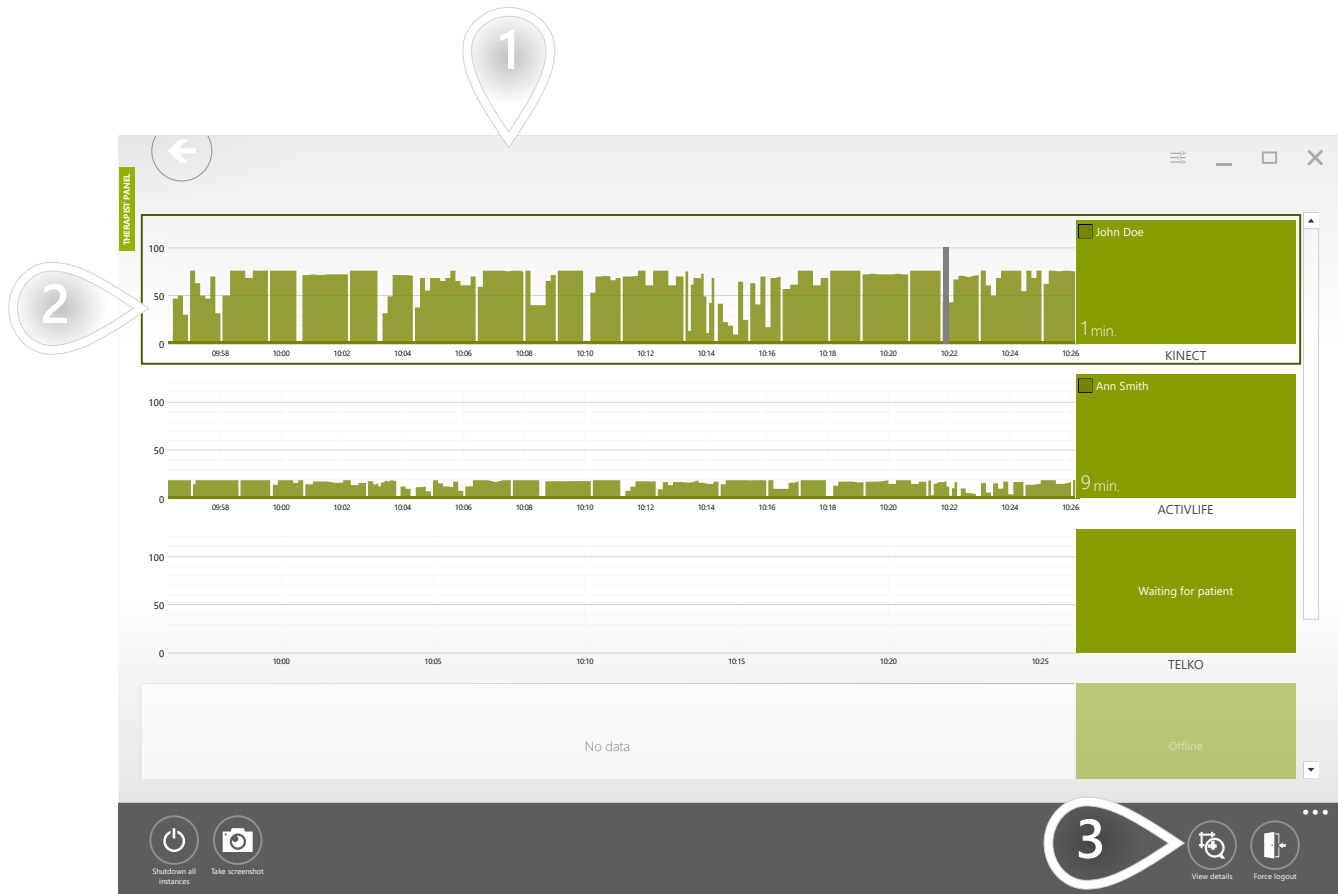 1
THERAPIST PANEL
2
100
50
0
09:58 10:00 10:02 10:04 10:06 10:08 10:10 10:12 10:14 10:16 10:18 10:20 10:22 10:24 10:26
John Doe
1 min.
KINECT
100
50
0
09:58 10:00 10:02 10:04 10:06 10:08 10:10 10:12 10:14 10:16 10:18 10:20 10:22 10:24 10:26
Ann Smith
9 min.
ACTIVLIFE
100
50
0
10:00 10:05 10:10 10:15 10:20 10:25
Waiting for patient
TELKO
No data
Offline
Shutdown all
instances
Take screenshot
3
View details
Force logout